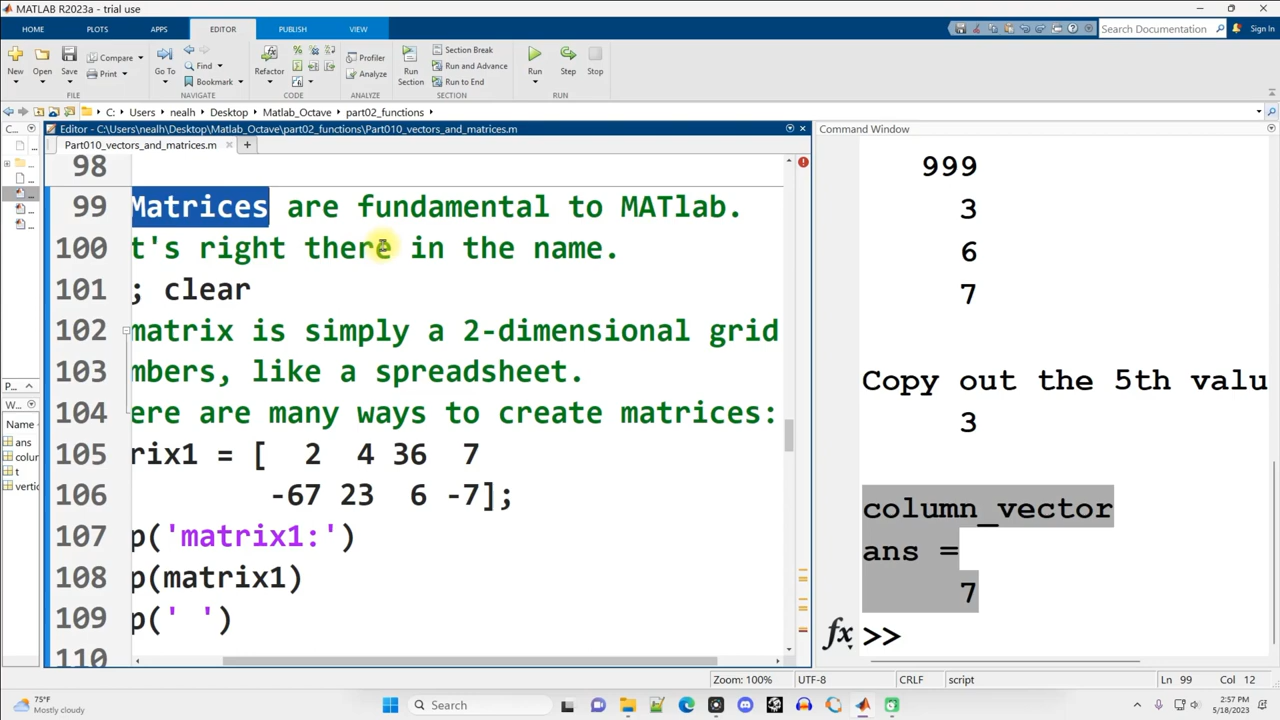 MATLAB R2023a - trial use
HOME PLOTS APPS EDITOR PUBLISH VIEW
Search Documentation Sign In
New Open Save Compare Print
FILE
Go To Find Bookmark
NAVIGATE
Refactor
CODE
Profiler Analyze
ANALYZE
Run Section Section Break Run and Advance Run to End
SECTION
Run Step Stop
RUN
C: Users nealh Desktop Matlab_Octave part02_functions
C... Editor - C:\Users\nealh\Desktop\Matlab_Octave\part02_functions\Part010_vectors_and_matrices.m
Part010_vectors_and_matrices.m +
98
99 Matrices are fundamental to MATlab.
100 t's right there in the name.
101 ; clear
102 matrix is simply a 2-dimensional grid
103 mbers, like a spreadsheet.
104 ere are many ways to create matrices:
105 rix1 = [ 2 4 36 7
106 -67 23 6 -7];
107 p('matrix1:')
108 p(matrix1)
109 p(' ')
110
P...
W...
Name
ans
colur
t
vertic
Command Window
999
3
6
7
Copy out the 5th valu
3
column_vector
ans =
7
fx >>
Zoom: 100% UTF-8 CRLF script Ln 99 Col 12
75°F
Mostly cloudy
Search
2:57 PM
5/18/2023